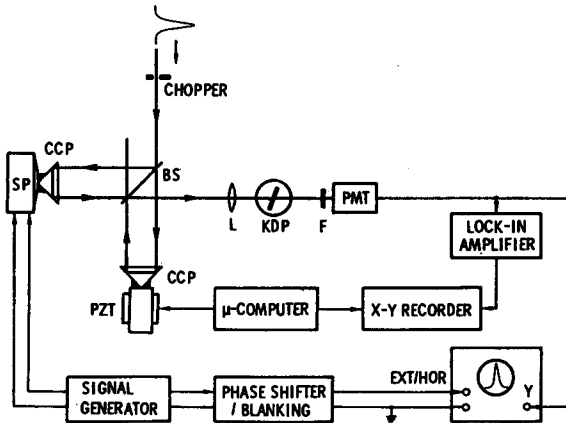 CHOPPER
CCP
SP
BS
L
KDP
F
PMT
LOCK-IN
AMPLIFIER
CCP
PZT
μ-COMPUTER
X-Y RECORDER
SIGNAL
GENERATOR
PHASE SHIFTER
/ BLANKING
EXT/HOR
Y